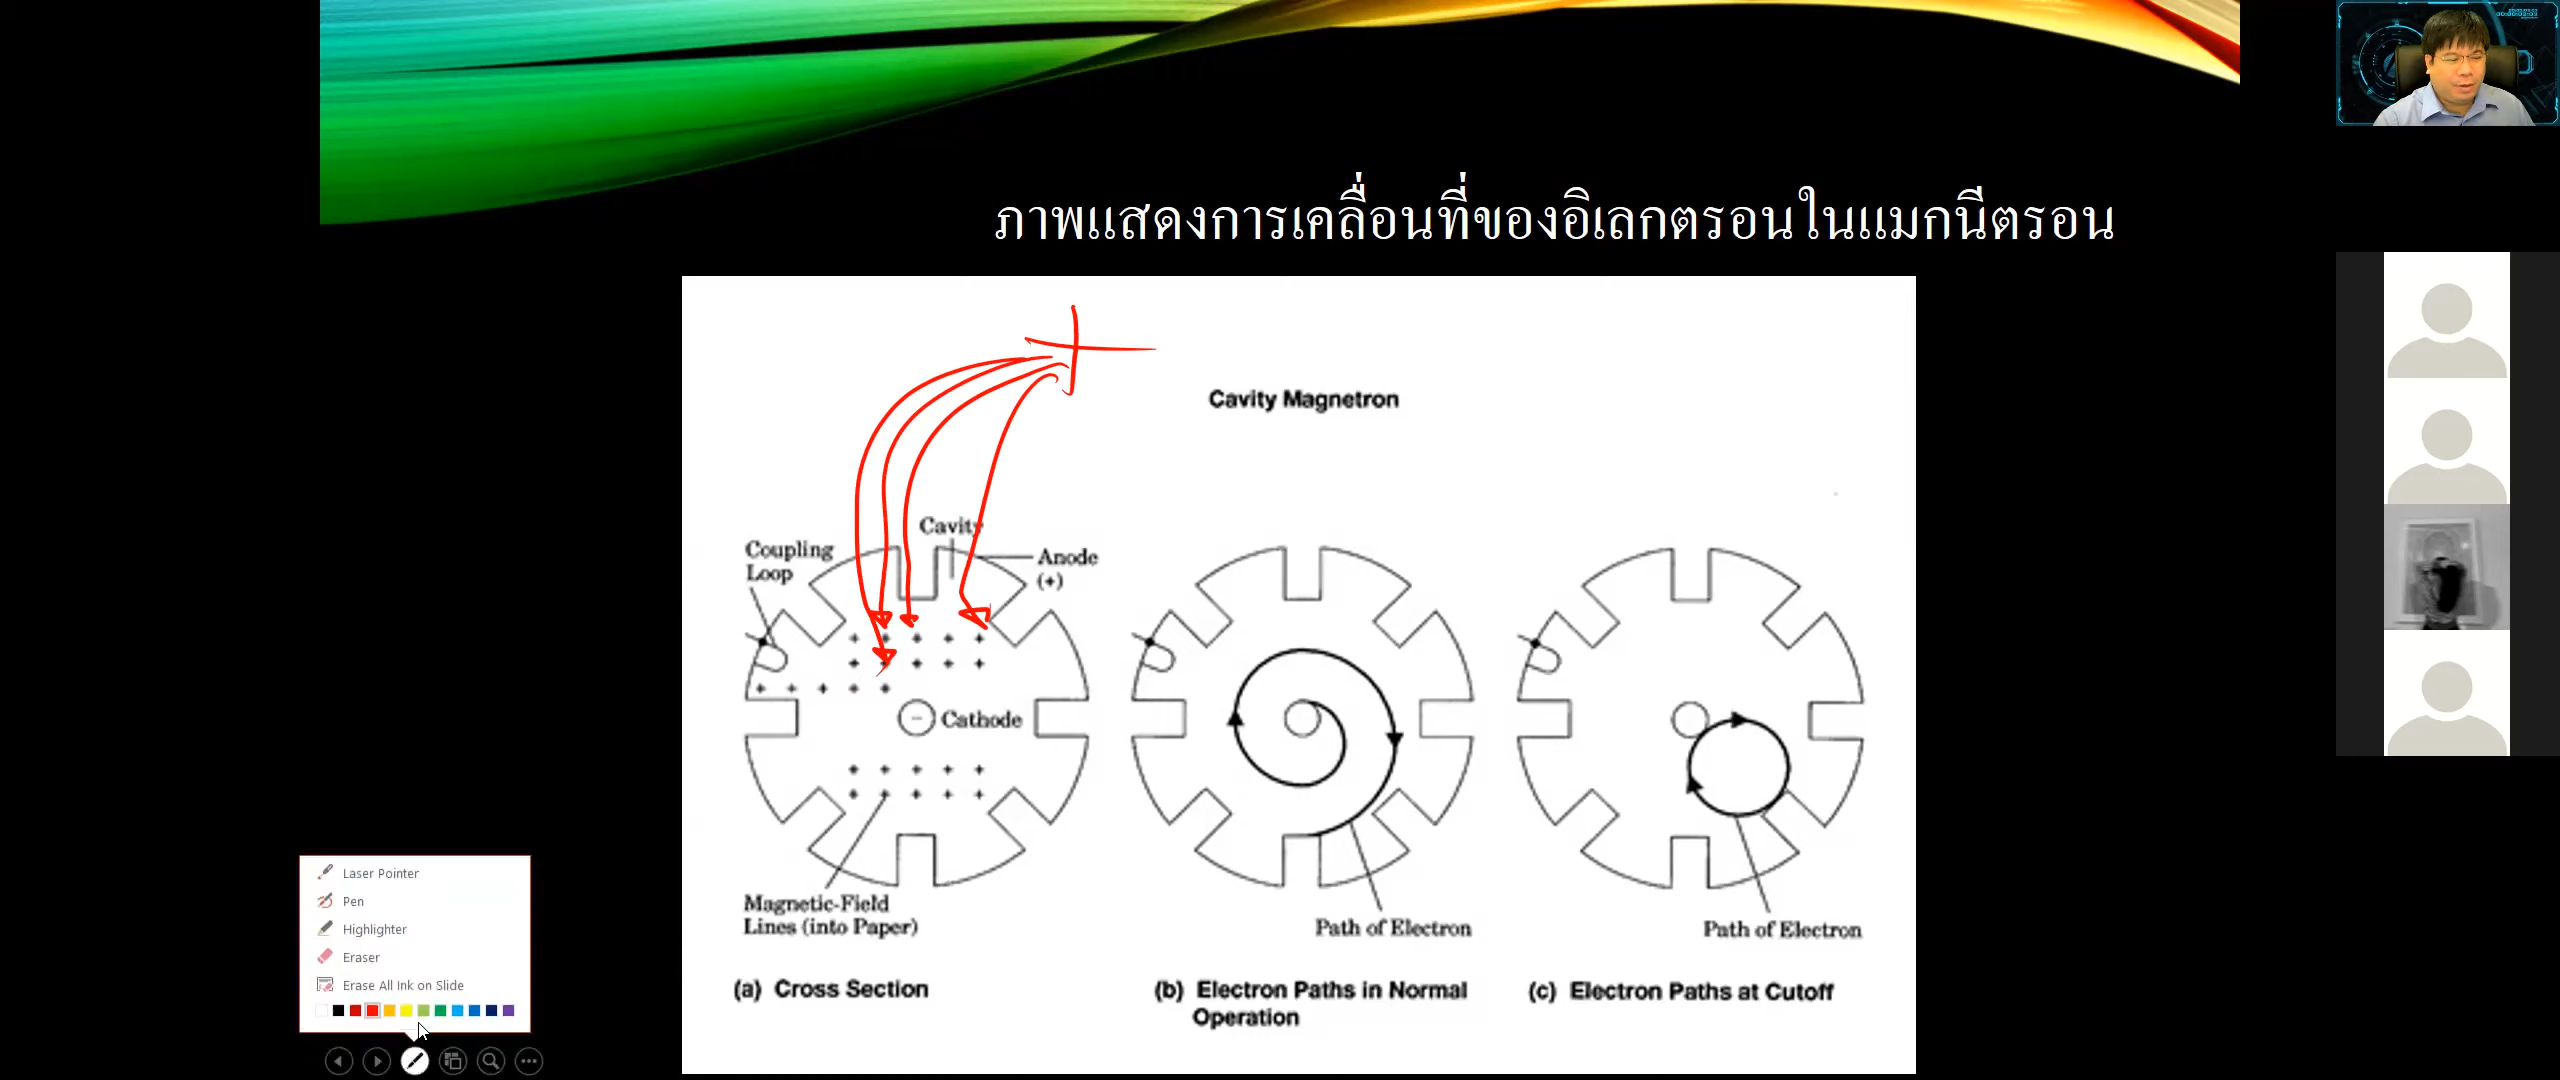 ภาพแสดงการเคลื่อนที่ของอิเลกตรอนในแมกนีตรอน
Cavity Magnetron
Cavity
Coupling
Loop
Anode
(+)
Cathode
Magnetic-Field
Lines (into Paper)
Path of Electron
Path of Electron
(a) Cross Section
(b) Electron Paths in Normal
Operation
(c) Electron Paths at Cutoff
Laser Pointer
Pen
Highlighter
Eraser
Erase All Ink on Slide